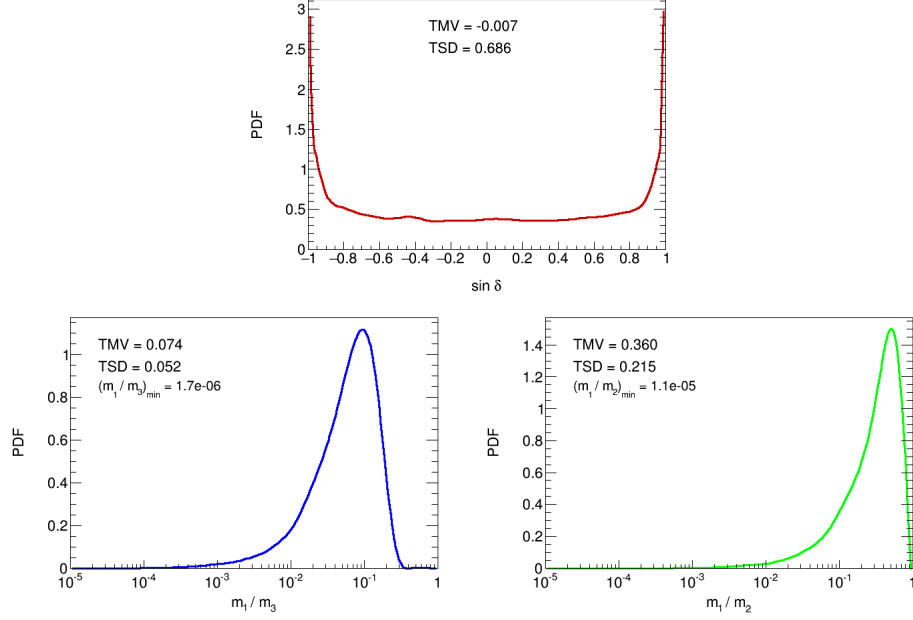 TMV = -0.007
TSD = 0.686
PDF
3
2.5
2
1.5
1
0.5
0
−1 −0.8 −0.6 −0.4 −0.2 0 0.2 0.4 0.6 0.8 1
sin δ
TMV = 0.074
TSD = 0.052
(m₁ / m₃)min = 1.7e-06
PDF
1
0.8
0.6
0.4
0.2
0
10⁻⁵ 10⁻⁴ 10⁻³ 10⁻² 10⁻¹ 1
m₁ / m₃
TMV = 0.360
TSD = 0.215
(m₁ / m₂)min = 1.1e-05
PDF
1.4
1.2
1
0.8
0.6
0.4
0.2
0
10⁻⁵ 10⁻⁴ 10⁻³ 10⁻² 10⁻¹ 1
m₁ / m₂